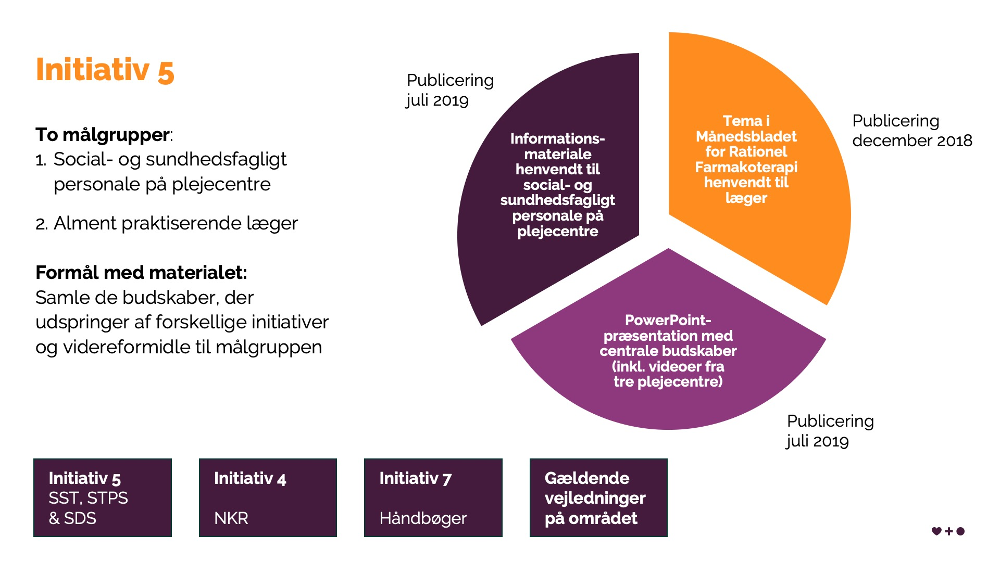 Initiativ 5
To målgrupper:
1. Social- og sundhedsfagligt
personale på plejecentre
2. Alment praktiserende læger
Formål med materialet:
Samle de budskaber, der
udspringer af forskellige initiativer
og videreformidle til målgruppen
Publicering
juli 2019
Informations-
materiale
henvendt til
social- og
sundhedsfagligt
personale på
plejecentre
Tema i
Månedsbladet
for Rationel
Farmakoterapi
henvendt til
læger
Publicering
december 2018
PowerPoint-
præsentation med
centrale budskaber
(inkl. videoer fra
tre plejecentre)
Publicering
juli 2019
Initiativ 5
SST, STPS
& SDS
Initiativ 4
NKR
Initiativ 7
Håndbøger
Gældende
vejledninger
på området